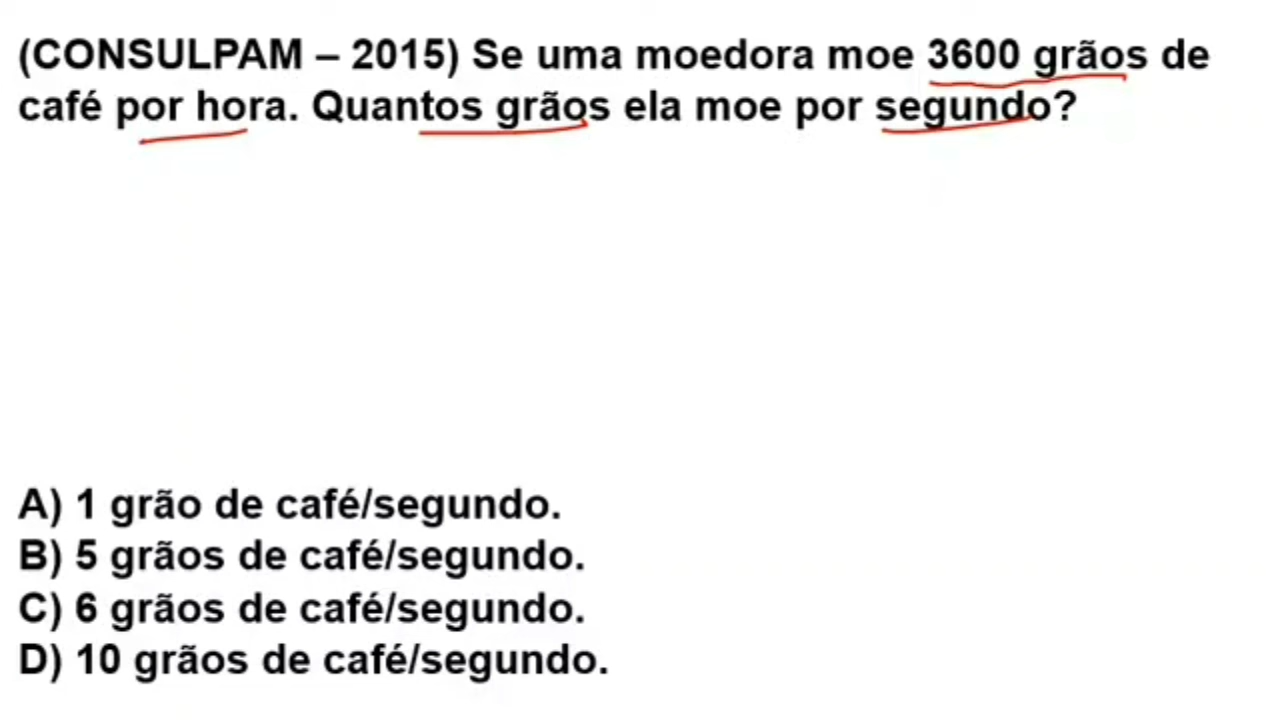 (CONSULPAM – 2015) Se uma moedora moe 3600 grãos de
café por hora. Quantos grãos ela moe por segundo?
A) 1 grão de café/segundo.
B) 5 grãos de café/segundo.
C) 6 grãos de café/segundo.
D) 10 grãos de café/segundo.